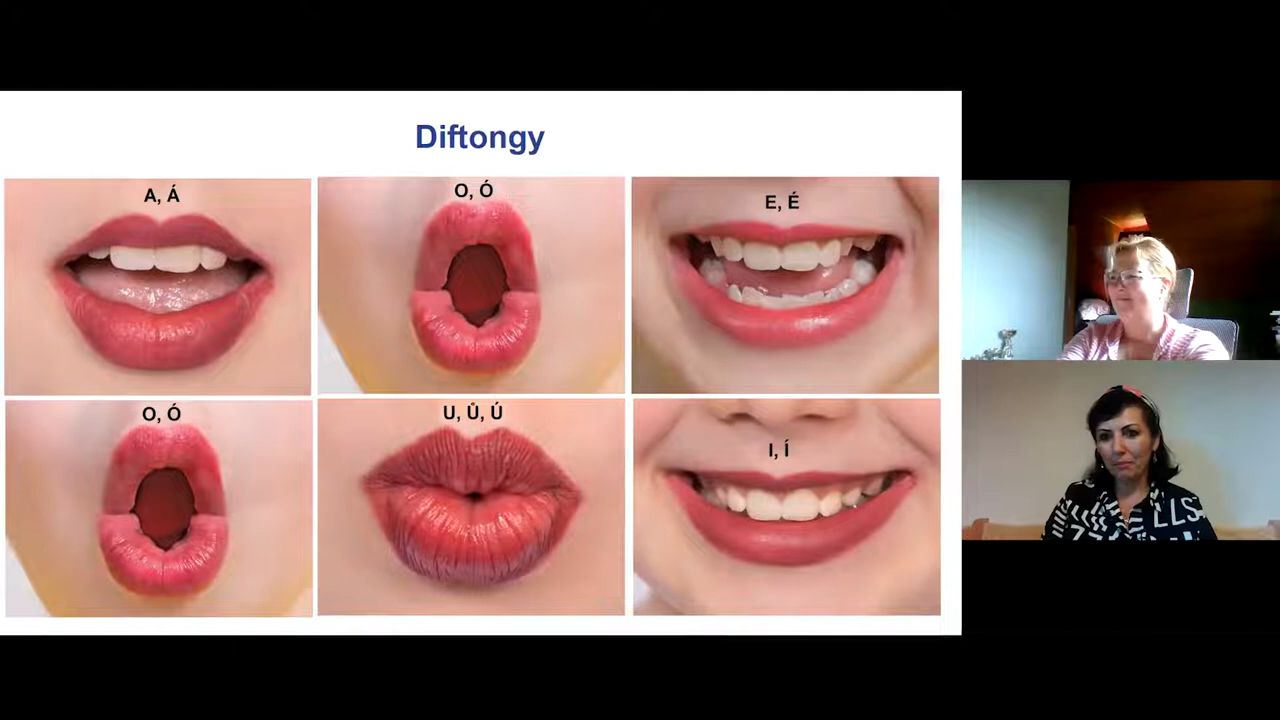 Diftongy
A, Á
O, Ó
E, É
O, Ó
U, Ů, Ú
I, Í